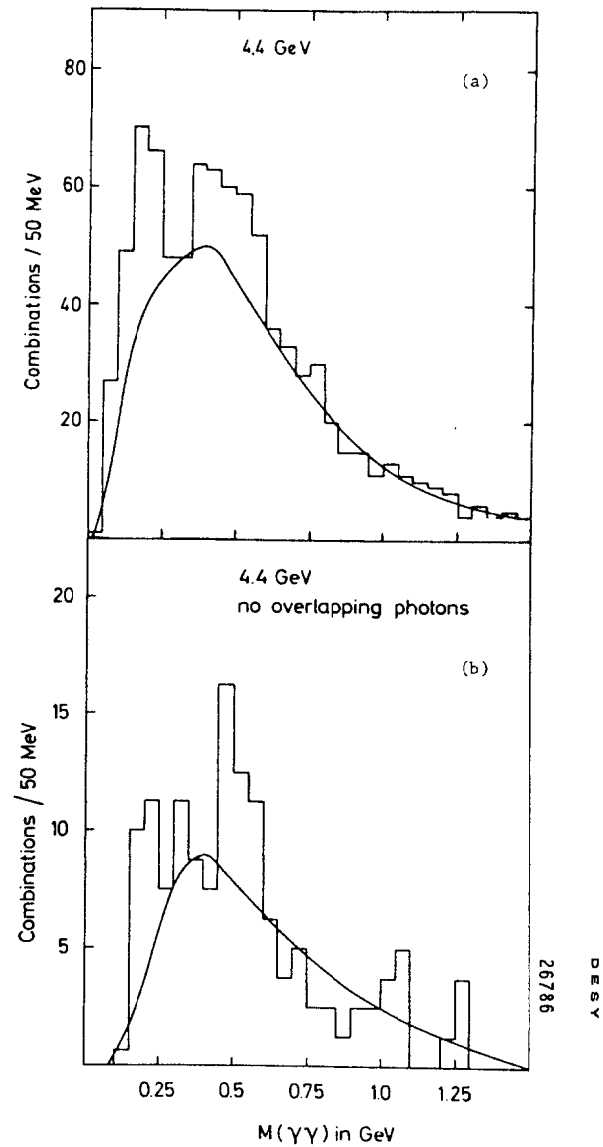 4.4 GeV
(a)
80
60
40
20
Combinations / 50 MeV
4.4 GeV
no overlapping photons
(b)
20
15
10
5
Combinations / 50 MeV
0.25 0.5 0.75 1.0 1.25
M(γγ) in GeV
26786
DESY